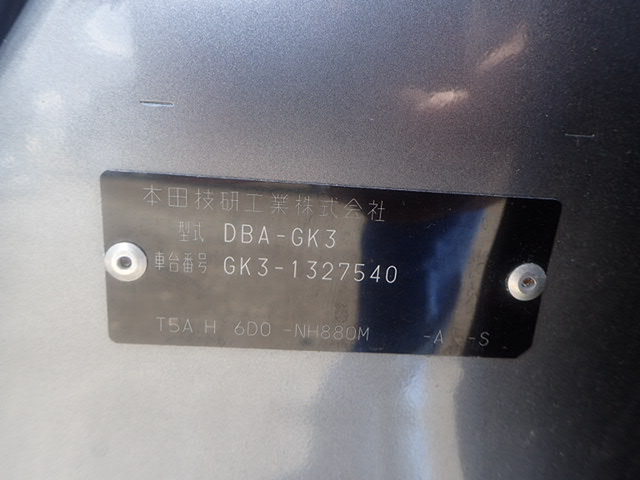 本田技研工業株式会社
型式 DBA-GK3
車台番号 GK3-1327540
T5A H 6D0 -NH880M -A -S